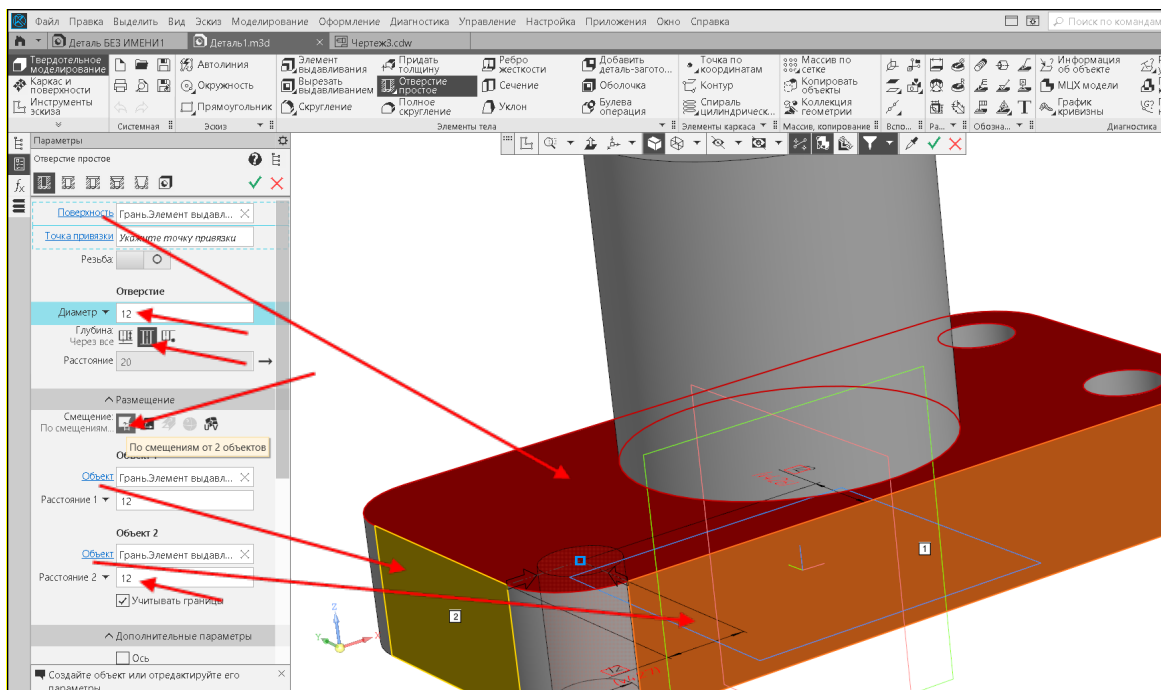 Файл Правка Выделить Вид Эскиз Моделирование Оформление Диагностика Управление Настройка Приложения Окно Справка
Поиск по командам
Деталь БЕЗ ИМЕНИ1
Деталь1.m3d
Чертеж3.cdw
Твердотельное моделирование
Каркас и поверхности
Инструменты эскиза
Системная
Автолиния
Окружность
Прямоугольник
Эскиз
Элемент выдавливания
Вырезать выдавливанием
Скругление
Придать толщину
Отверстие простое
Полное скругление
Ребро жесткости
Сечение
Уклон
Добавить деталь-загото...
Оболочка
Булева операция
Элементы тела
Точка по координатам
Контур
Спираль цилиндрическ...
Элементы каркаса
Массив по сетке
Копировать объекты
Коллекция геометрии
Массив, копирование
Вспо...
Ра...
Обозна...
Информация об объекте
МЦХ модели
График кривизны
Диагностика
Параметры
Отверстие простое
Поверхность
Грань.Элемент выдавл...
Точка привязки
Укажите точку привязки
Резьба:
Отверстие
Диаметр
12
Глубина:
Через все
Расстояние
20
Размещение
Смещение:
По смещениям...
По смещениям от 2 объектов
Объект
Грань.Элемент выдавл...
Расстояние 1
12
Объект 2
Объект
Грань.Элемент выдавл...
Расстояние 2
12
Учитывать границы
Дополнительные параметры
Ось
Создайте объект или отредактируйте его
параметры
1
2
12
Z
Y
X